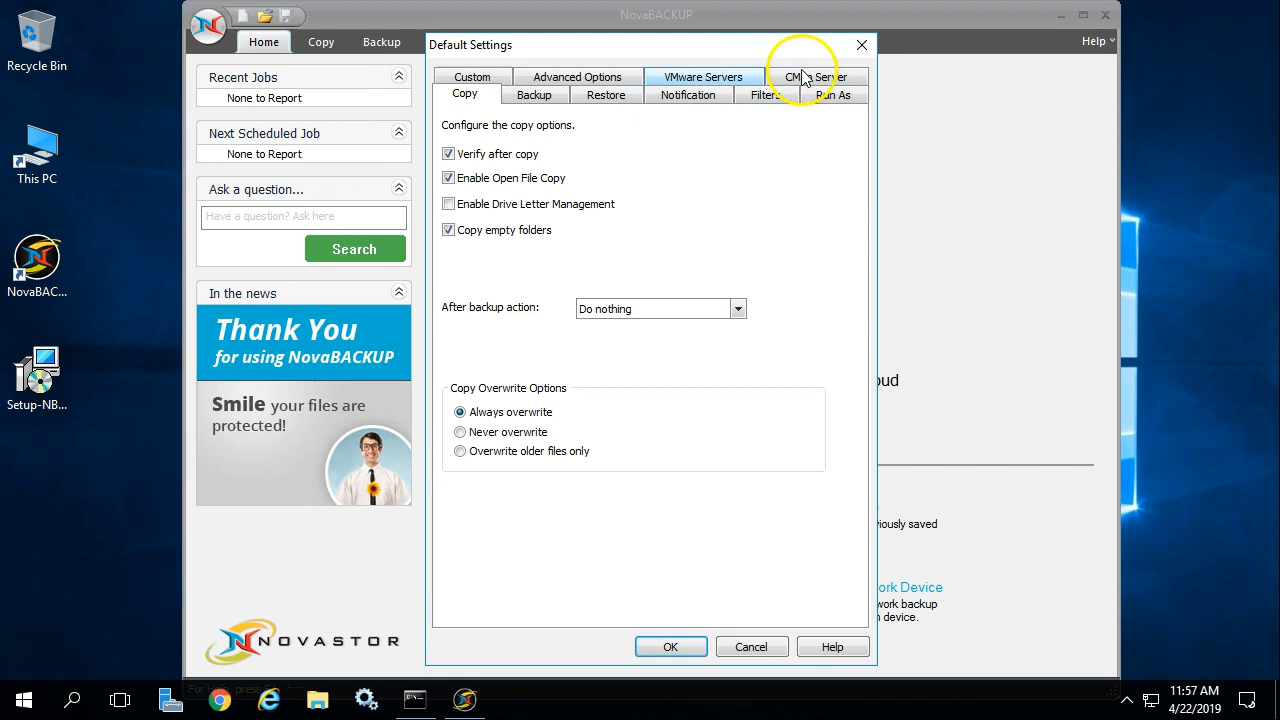 Recycle Bin
This PC
NovaBAC...
Setup-NB...
NovaBACKUP
Home
Copy
Backup
Help
Recent Jobs
None to Report
Next Scheduled Job
None to Report
Ask a question...
Have a question? Ask here
Search
In the news
Thank You
for using NovaBACKUP
Smile your files are
protected!
NOVASTOR
Default Settings
Custom
Advanced Options
VMware Servers
Server
Copy
Backup
Restore
Notification
Filters
Run As
Configure the copy options.
Verify after copy
Enable Open File Copy
Enable Drive Letter Management
Copy empty folders
After backup action:
Do nothing
Copy Overwrite Options
Always overwrite
Never overwrite
Overwrite older files only
OK
Cancel
Help
oud
iously saved
ork Device
work backup
device.
For Help, press
11:57 AM
4/22/2019